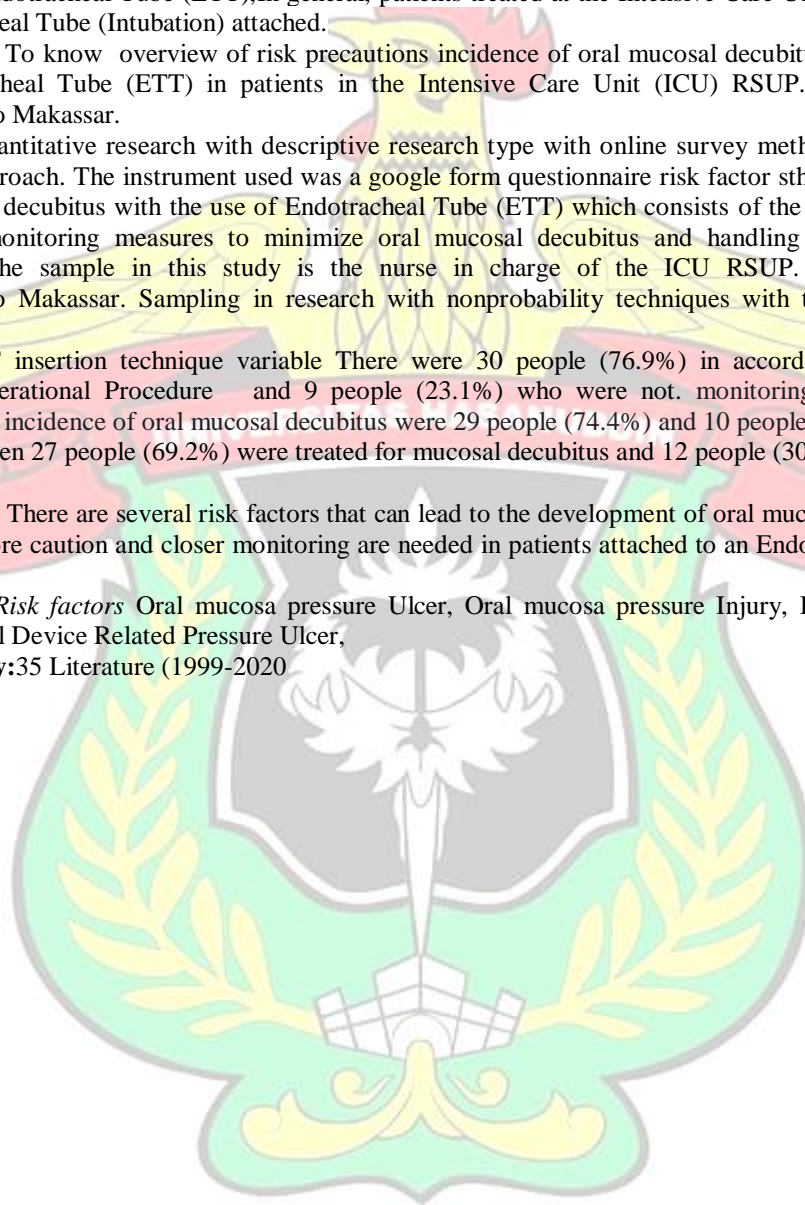 Endotracheal Tube (ETT),In general, patients treated at the Intensive Care
eal Tube (Intubation) attached.
To know overview of risk precautions incidence of oral mucosal
heal Tube (ETT) in patients in the Intensive Care Unit (ICU) RSUP.
o Makassar.
antitative research with descriptive research type with online survey
roach. The instrument used was a google form questionnaire risk factor
decubitus with the use of Endotracheal Tube (ETT) which consists of the
onitoring measures to minimize oral mucosal decubitus and handling
he sample in this study is the nurse in charge of the ICU RSUP.
o Makassar. Sampling in research with nonprobability techniques with
insertion technique variable There were 30 people (76.9%) in
erational Procedure and 9 people (23.1%) who were not. monitoring
incidence of oral mucosal decubitus were 29 people (74.4%) and 10 people
en 27 people (69.2%) were treated for mucosal decubitus and 12 people (30
UNIVERSITAS HASANUDDIN
There are several risk factors that can lead to the development of oral
re caution and closer monitoring are needed in patients attached to an
Risk factors Oral mucosa pressure Ulcer, Oral mucosa pressure Injury,
l Device Related Pressure Ulcer,
y:35 Literature (1999-2020